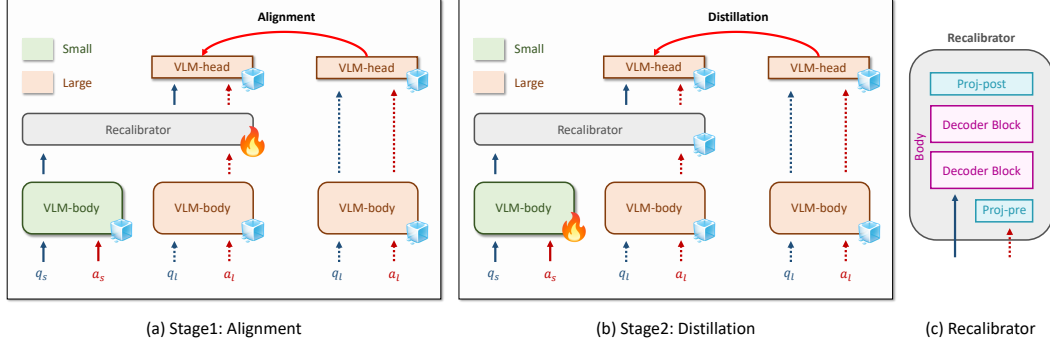 Alignment
Small
Large
VLM-head
VLM-head
Recalibrator
VLM-body
VLM-body
VLM-body
q_s
a_s
q_l
a_l
q_l
a_l
(a) Stage1: Alignment
Distillation
Small
Large
VLM-head
VLM-head
Recalibrator
VLM-body
VLM-body
VLM-body
q_s
a_s
q_l
a_l
q_l
a_l
(b) Stage2: Distillation
Recalibrator
Proj-post
Decoder Block
Body
Decoder Block
Proj-pre
(c) Recalibrator